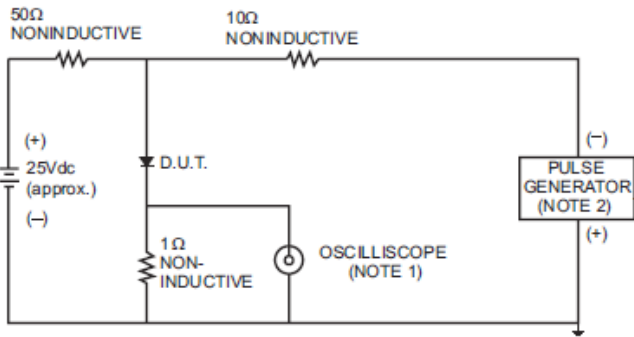 50Ω
NONINDUCTIVE
10Ω
NONINDUCTIVE
(+)
25Vdc
(approx.)
(–)
D.U.T.
1Ω
NON-
INDUCTIVE
OSCILLISCOPE
(NOTE 1)
(–)
PULSE
GENERATOR
(NOTE 2)
(+)